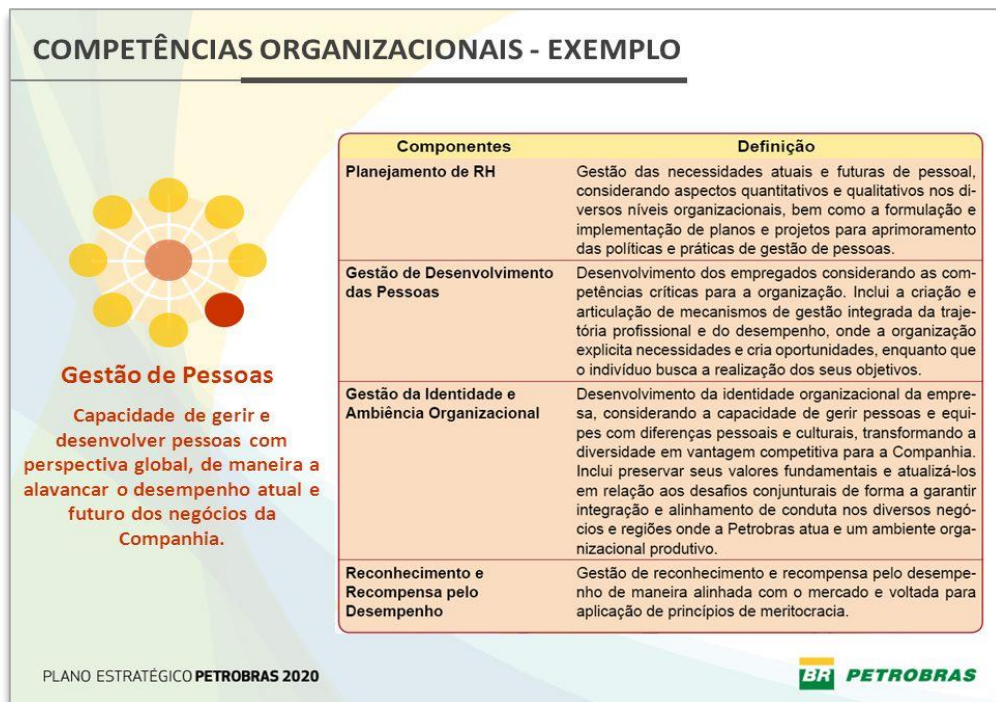 COMPETÊNCIAS ORGANIZACIONAIS - EXEMPLO
Gestão de Pessoas
Capacidade de gerir e
desenvolver pessoas com
perspectiva global, de maneira a
alavancar o desempenho atual e
futuro dos negócios da
Companhia.
Componentes
Definição
Planejamento de RH
Gestão das necessidades atuais e futuras de pessoal,
considerando aspectos quantitativos e qualitativos nos di-
versos níveis organizacionais, bem como a formulação e
implementação de planos e projetos para aprimoramento
das políticas e práticas de gestão de pessoas.
Gestão de Desenvolvimento
das Pessoas
Desenvolvimento dos empregados considerando as com-
petências críticas para a organização. Inclui a criação e
articulação de mecanismos de gestão integrada da traje-
tória profissional e do desempenho, onde a organização
explicita necessidades e cria oportunidades, enquanto que
o indivíduo busca a realização dos seus objetivos.
Gestão da Identidade e
Ambiência Organizacional
Desenvolvimento da identidade organizacional da empre-
sa, considerando a capacidade de gerir pessoas e equi-
pes com diferenças pessoais e culturais, transformando a
diversidade em vantagem competitiva para a Companhia.
Inclui preservar seus valores fundamentais e atualizá-los
em relação aos desafios conjunturais de forma a garantir
integração e alinhamento de conduta nos diversos negó-
cios e regiões onde a Petrobras atua e um ambiente orga-
nizacional produtivo.
Reconhecimento e
Recompensa pelo
Desempenho
Gestão de reconhecimento e recompensa pelo desempe-
nho de maneira alinhada com o mercado e voltada para
aplicação de princípios de meritocracia.
PLANO ESTRATÉGICO PETROBRAS 2020
BR PETROBRAS